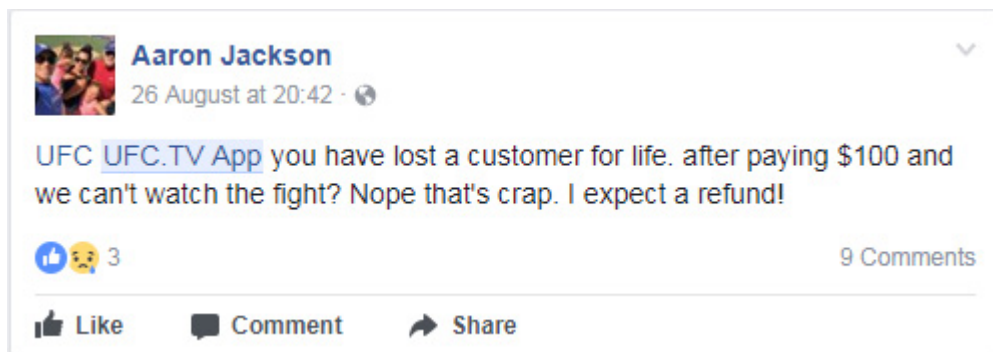 Aaron Jackson
26 August at 20:42 ·
UFC UFC.TV App you have lost a customer for life. after paying $100 and
we can't watch the fight? Nope that's crap. I expect a refund!
3 9 Comments
Like Comment Share